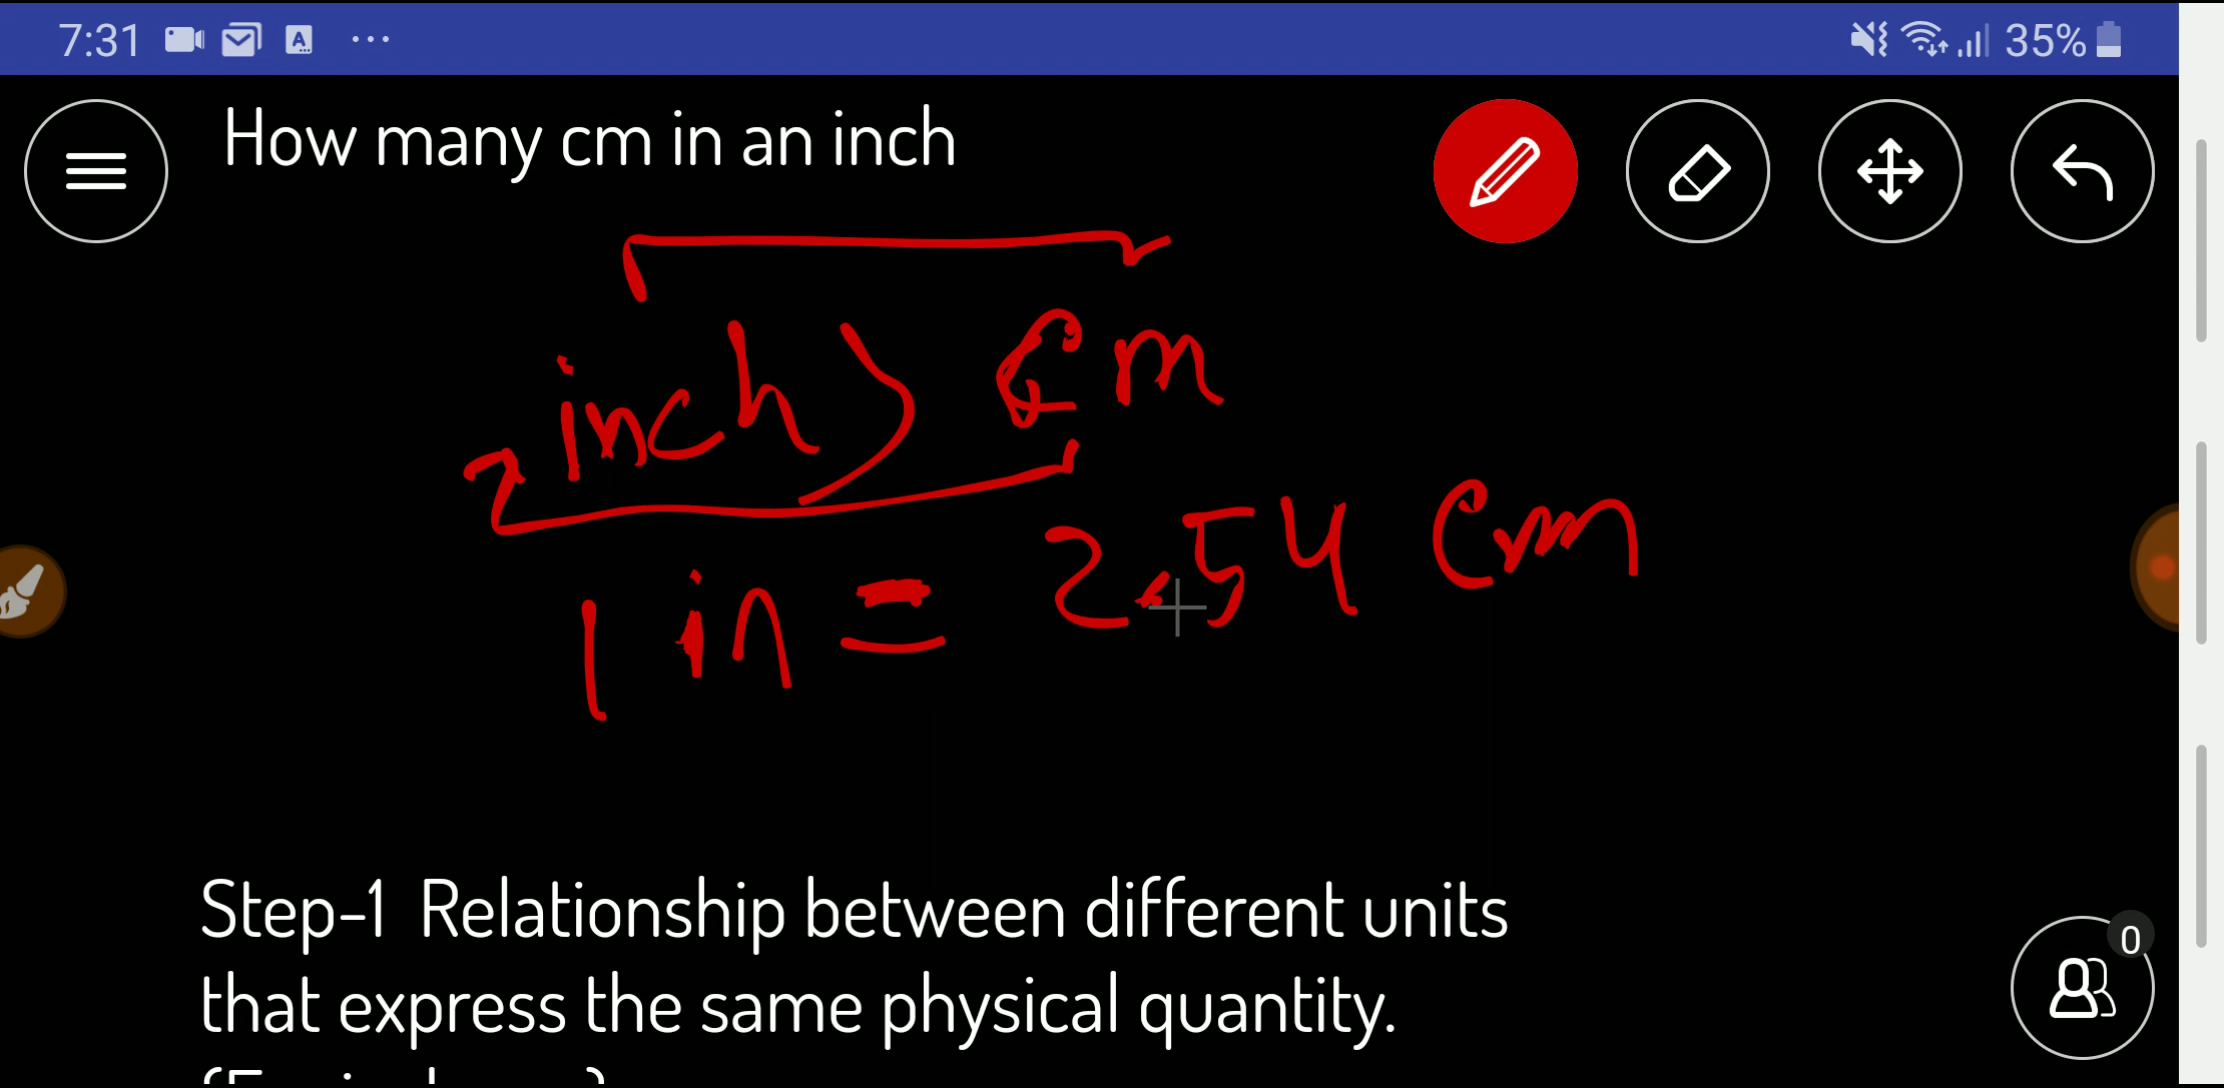 7:31 35%
How many cm in an inch
inch cm
1 in = 2.54 cm
Step-1 Relationship between different units
that express the same physical quantity.
0